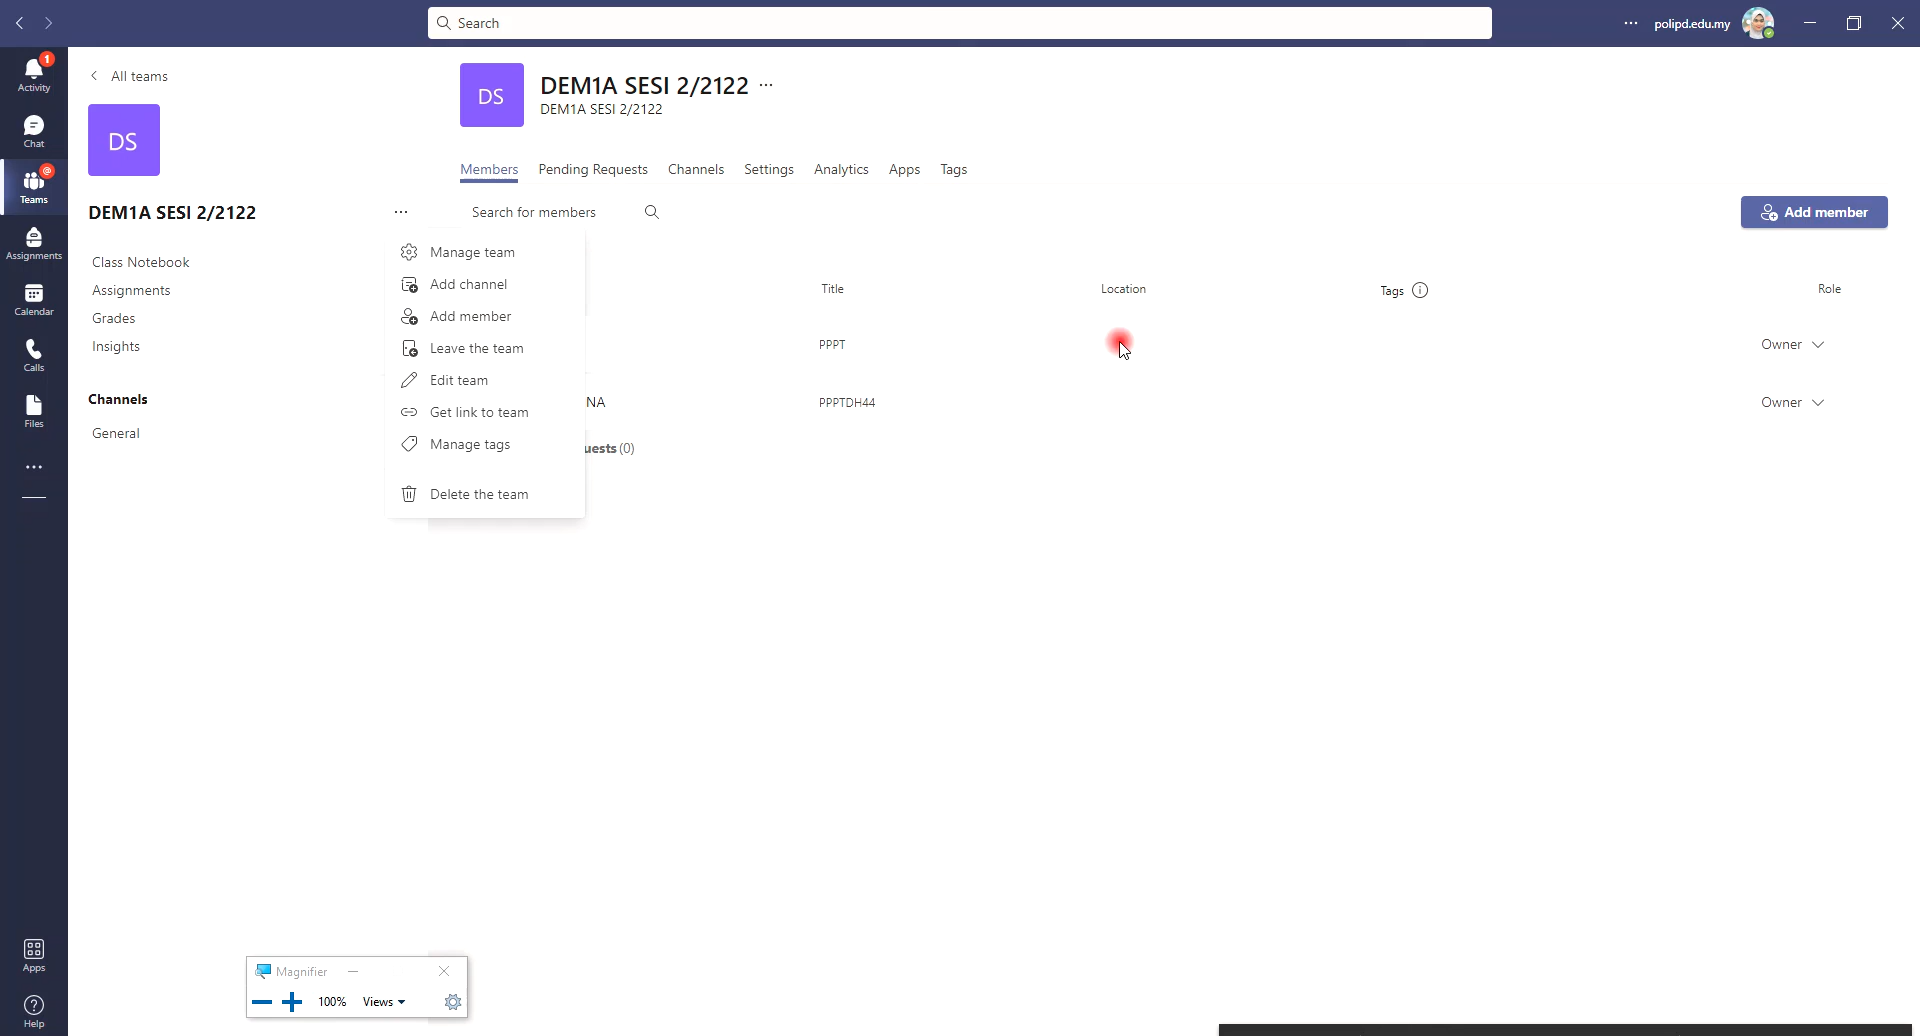 Search
polipd.edu.my
1
Activity
Chat
@
Teams
Assignments
Calendar
Calls
Files
Apps
Help
All teams
DS
DEM1A SESI 2/2122
Class Notebook
Assignments
Grades
Insights
Channels
General
DS
DEM1A SESI 2/2122
DEM1A SESI 2/2122
Members Pending Requests Channels Settings Analytics Apps Tags
Search for members
Add member
Manage team
Add channel
Add member
Leave the team
Edit team
Get link to team
Manage tags
Delete the team
Title Location Tags Role
PPPT Owner
NA PPPTDH44 Owner
uests (0)
Magnifier
100% Views